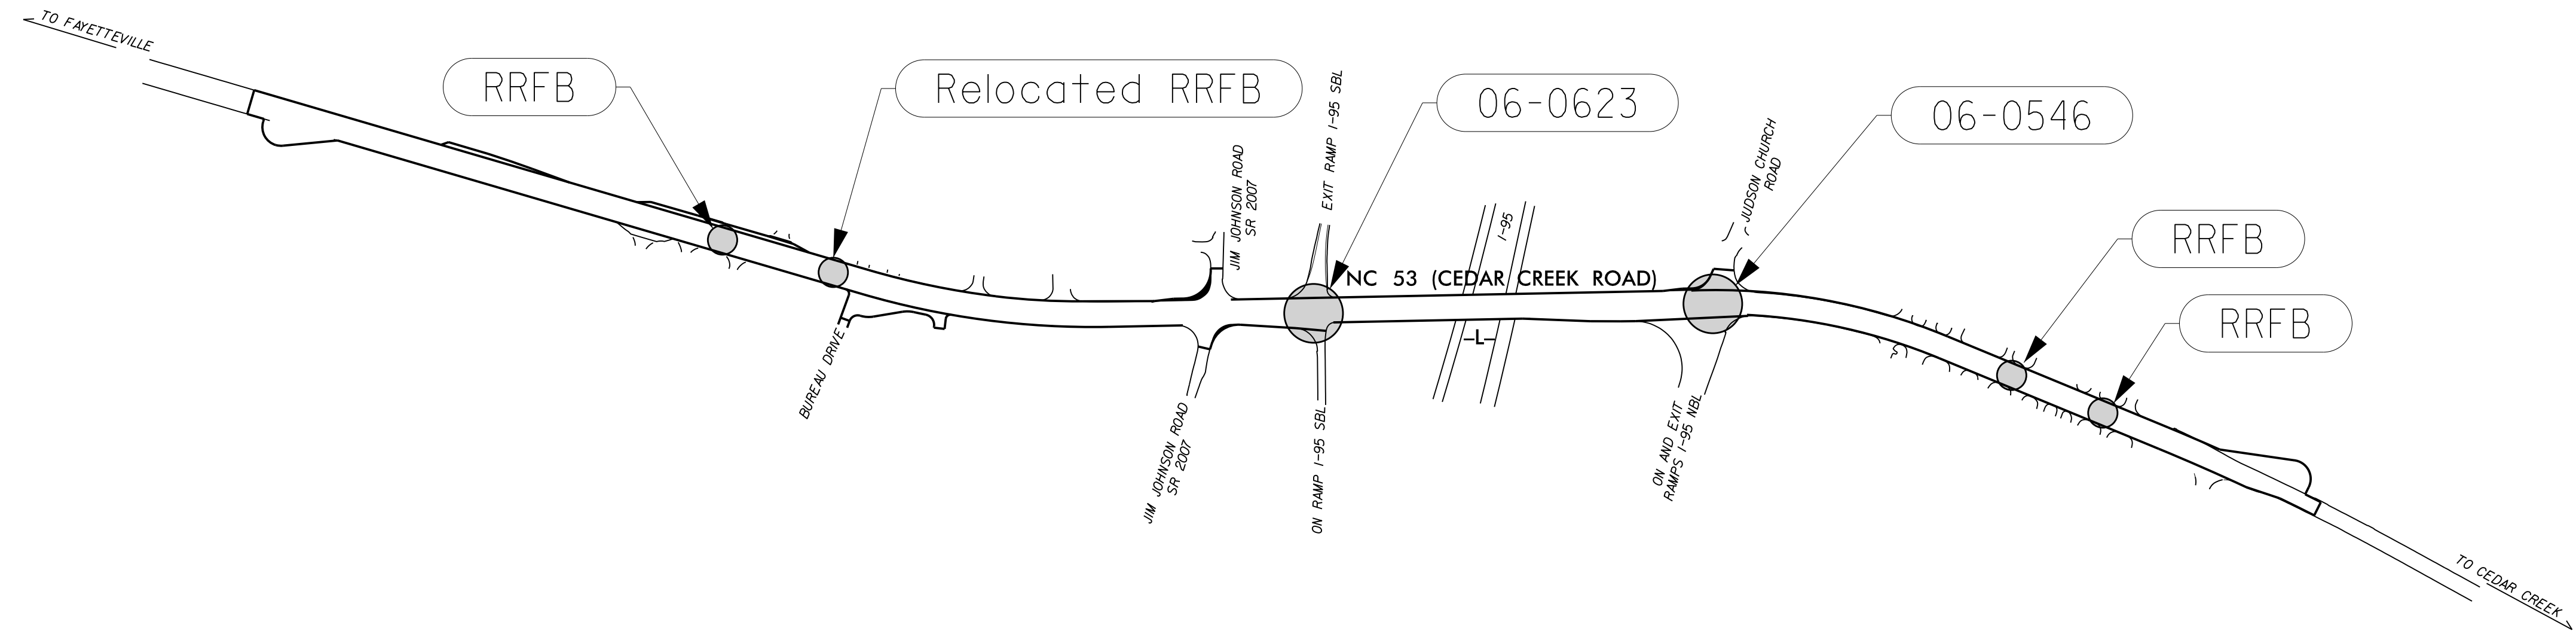 TO FAYETTEVILLE
RRFB
Relocated RRFB
06-0623
06-0546
RRFB
RRFB
JIM JOHNSON ROAD
SR 2007
EXIT RAMP I-95 SBL
I-95
JUDSON CHURCH
ROAD
NC 53 (CEDAR CREEK ROAD)
-L-
BUREAU DRIVE
JIM JOHNSON ROAD
SR 2007
ON RAMP I-95 SBL
ON AND EXIT
RAMPS I-95 NBL
TO CEDAR CREEK